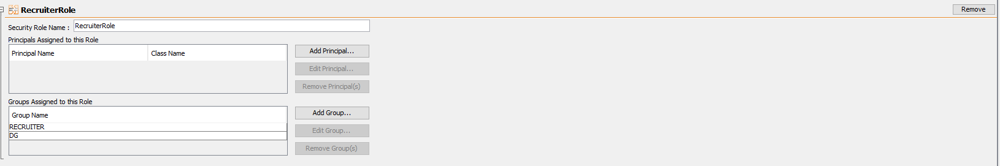 RecruiterRole
Remove
Security Role Name : RecruiterRole
Principals Assigned to this Role
Principal Name Class Name
Add Principal...
Edit Principal...
Remove Principal(s)
Groups Assigned to this Role
Group Name
RECRUITER
DG
Add Group...
Edit Group...
Remove Group(s)